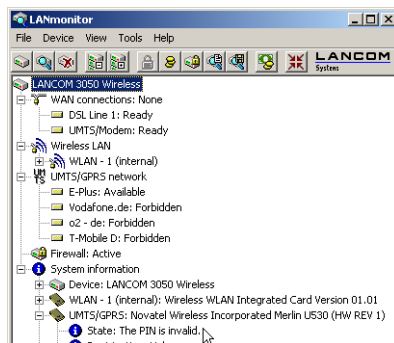 LANmonitor
File Device View Tools Help
LANCOM
Systems
LANCOM 3050 Wireless
WAN connections: None
DSL Line 1: Ready
UMTS/Modem: Ready
Wireless LAN
WLAN - 1 (internal)
UMTS/GPRS network
E-Plus: Available
Vodafone.de: Forbidden
o2 - de: Forbidden
T-Mobile D: Forbidden
Firewall: Active
System information
Device: LANCOM 3050 Wireless
WLAN - 1 (internal): Wireless WLAN Integrated Card Version 01.01
UMTS/GPRS: Novatel Wireless Incorporated Merlin U530 (HW REV 1)
State: The PIN is invalid.